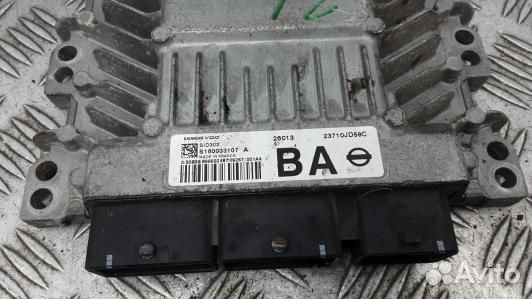 SIEMENS VDO
SID303
S180033107 A
MADE IN FRANCE
26013
23710JD59C
BA
Avito